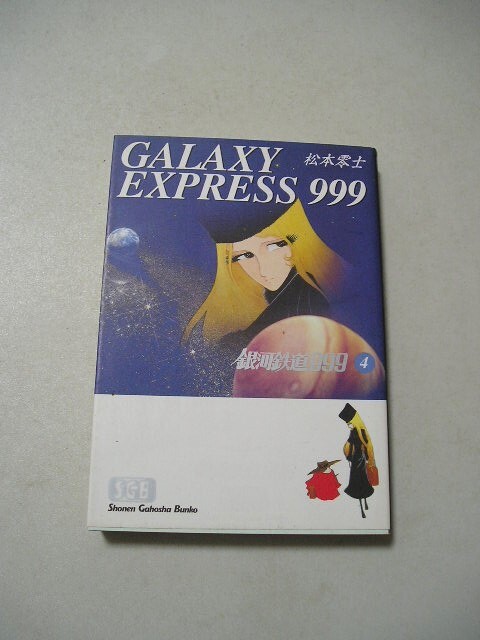 GALAXY
EXPRESS 999
松本零士
銀河鉄道999
4
SGB
Shonen Gahosha Bunko